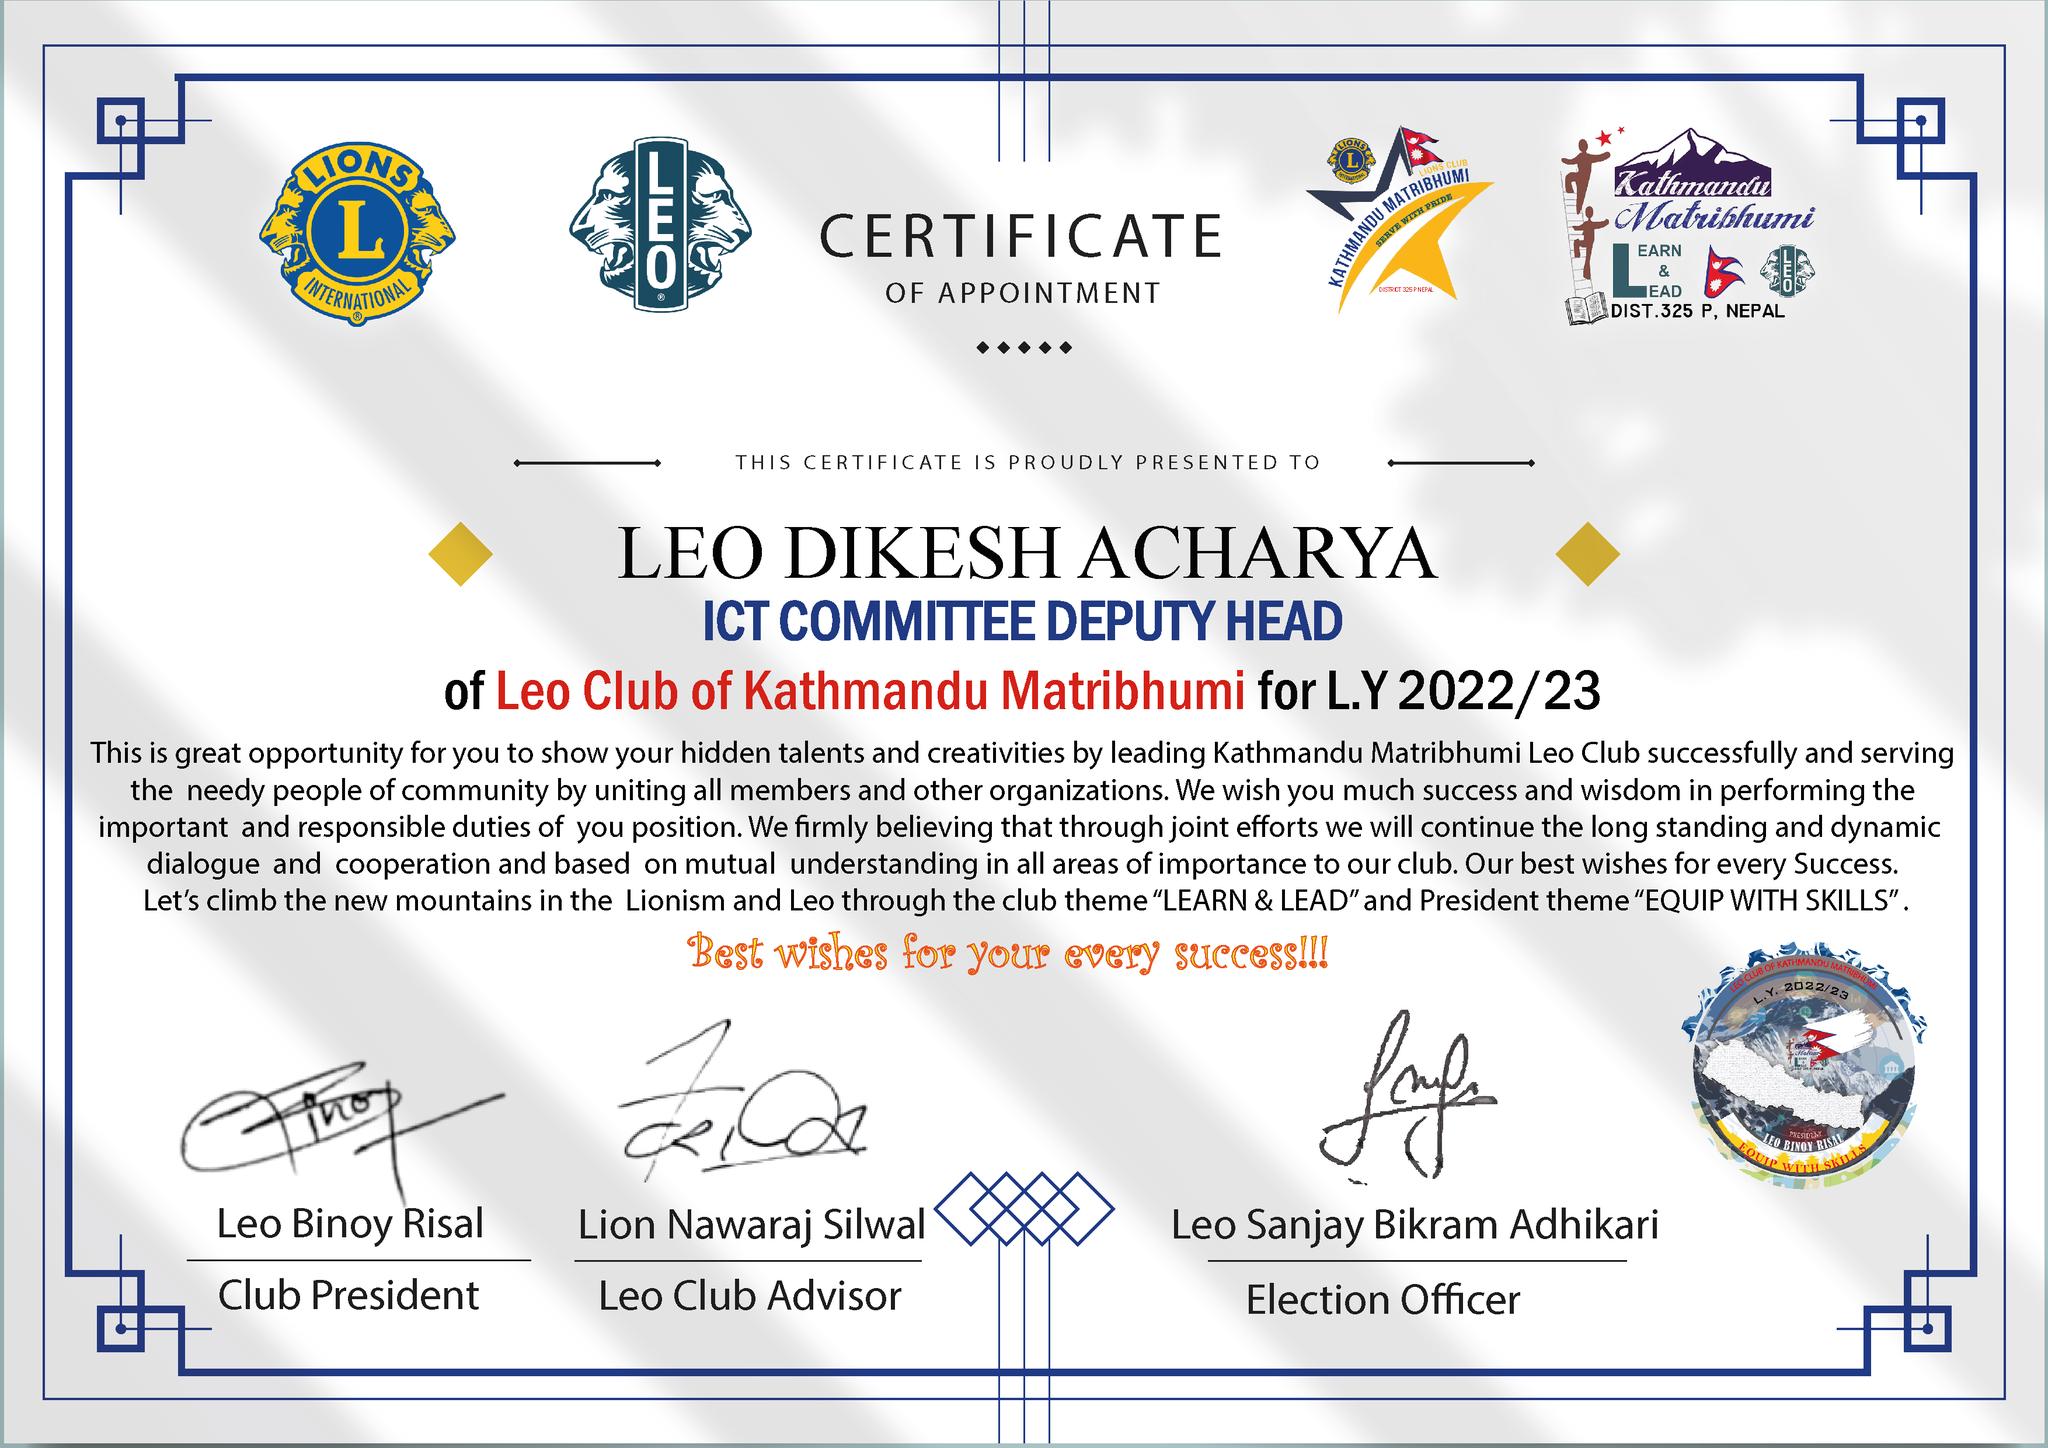 LIONS
L
INTERNATIONAL
®
LEO
®
CERTIFICATE
OF APPOINTMENT
LIONS
L
INTERNATIONAL
LIONS CLUB
KATHMANDU MATRIBHUMI
SERVE WITH PRIDE
DISTRICT 325 P NEPAL
Kathmandu
Matribhumi
LEARN
&
LEAD
LEO
DIST.325 P, NEPAL
THIS CERTIFICATE IS PROUDLY PRESENTED TO
LEO DIKESH ACHARYA
ICT COMMITTEE DEPUTY HEAD
of Leo Club of Kathmandu Matribhumi for L.Y 2022/23
This is great opportunity for you to show your hidden talents and creativities by leading Kathmandu Matribhumi Leo Club successfully and serving
the needy people of community by uniting all members and other organizations. We wish you much success and wisdom in performing the
important and responsible duties of you position. We firmly believing that through joint efforts we will continue the long standing and dynamic
dialogue and cooperation and based on mutual understanding in all areas of importance to our club. Our best wishes for every Success.
Let's climb the new mountains in the Lionism and Leo through the club theme “LEARN & LEAD” and President theme “EQUIP WITH SKILLS” .
Best wishes for your every success!!!
LEO CLUB OF KATHMANDU MATRIBHUMI
L.Y. 2022/23
PRESIDENT
LEO BINOY RISAL
EQUIP WITH SKILLS
Binoy
Leo Binoy Risal
Club President
Lion Nawaraj Silwal
Leo Club Advisor
Leo Sanjay Bikram Adhikari
Election Officer